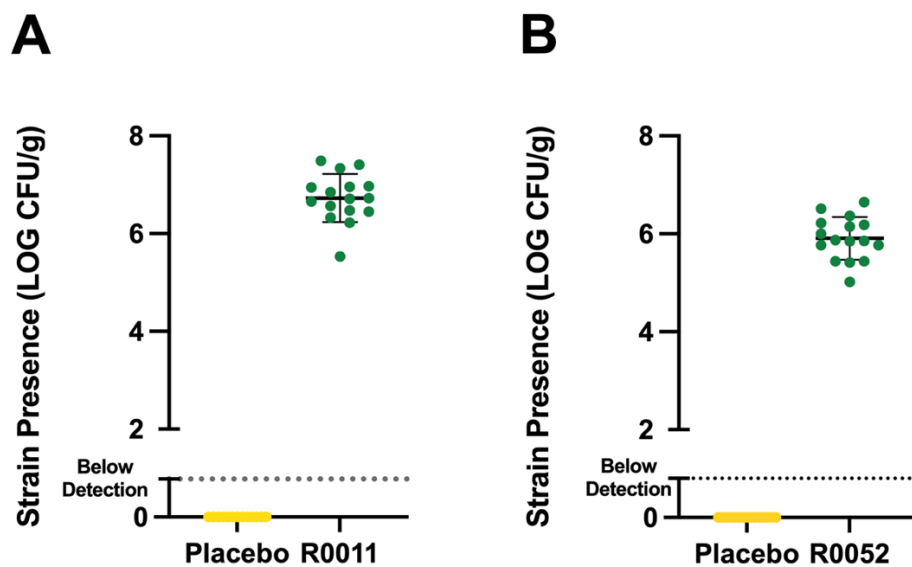 A
Strain Presence (LOG CFU/g)
8
6
4
2
Below
Detection
0
Placebo R0011
B
Strain Presence (LOG CFU/g)
8
6
4
2
Below
Detection
0
Placebo R0052